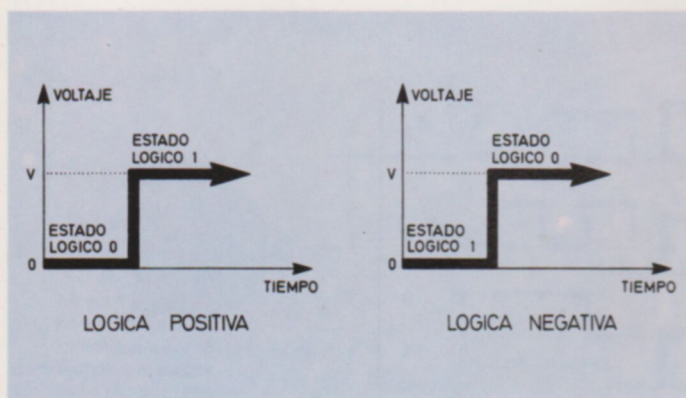 VOLTAJE
ESTADO
LOGICO 1
V
ESTADO
LOGICO 0
0
TIEMPO
LOGICA POSITIVA
VOLTAJE
ESTADO
LOGICO 0
V
ESTADO
LOGICO 1
0
TIEMPO
LOGICA NEGATIVA